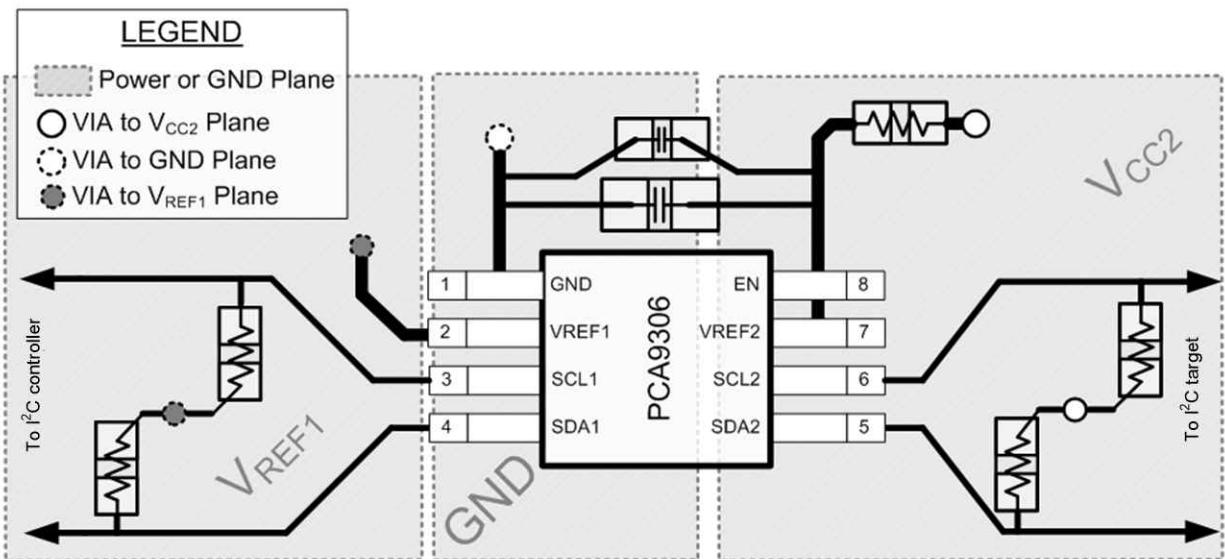 LEGEND
Power or GND Plane
VIA to VCC2 Plane
VIA to GND Plane
VIA to VREF1 Plane
VCC2
1 GND EN 8
2 VREF1 VREF2 7
3 SCL1 SCL2 6
4 SDA1 SDA2 5
PCA9306
To I²C controller
To I²C target
VREF1
GND